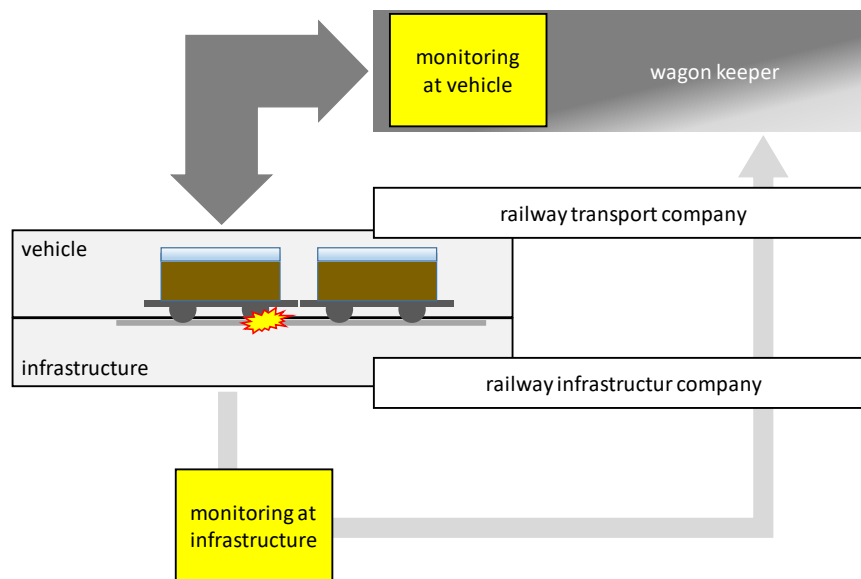 monitoring
at vehicle
wagon keeper
railway transport company
vehicle
infrastructure
railway infrastructur company
monitoring at
infrastructure